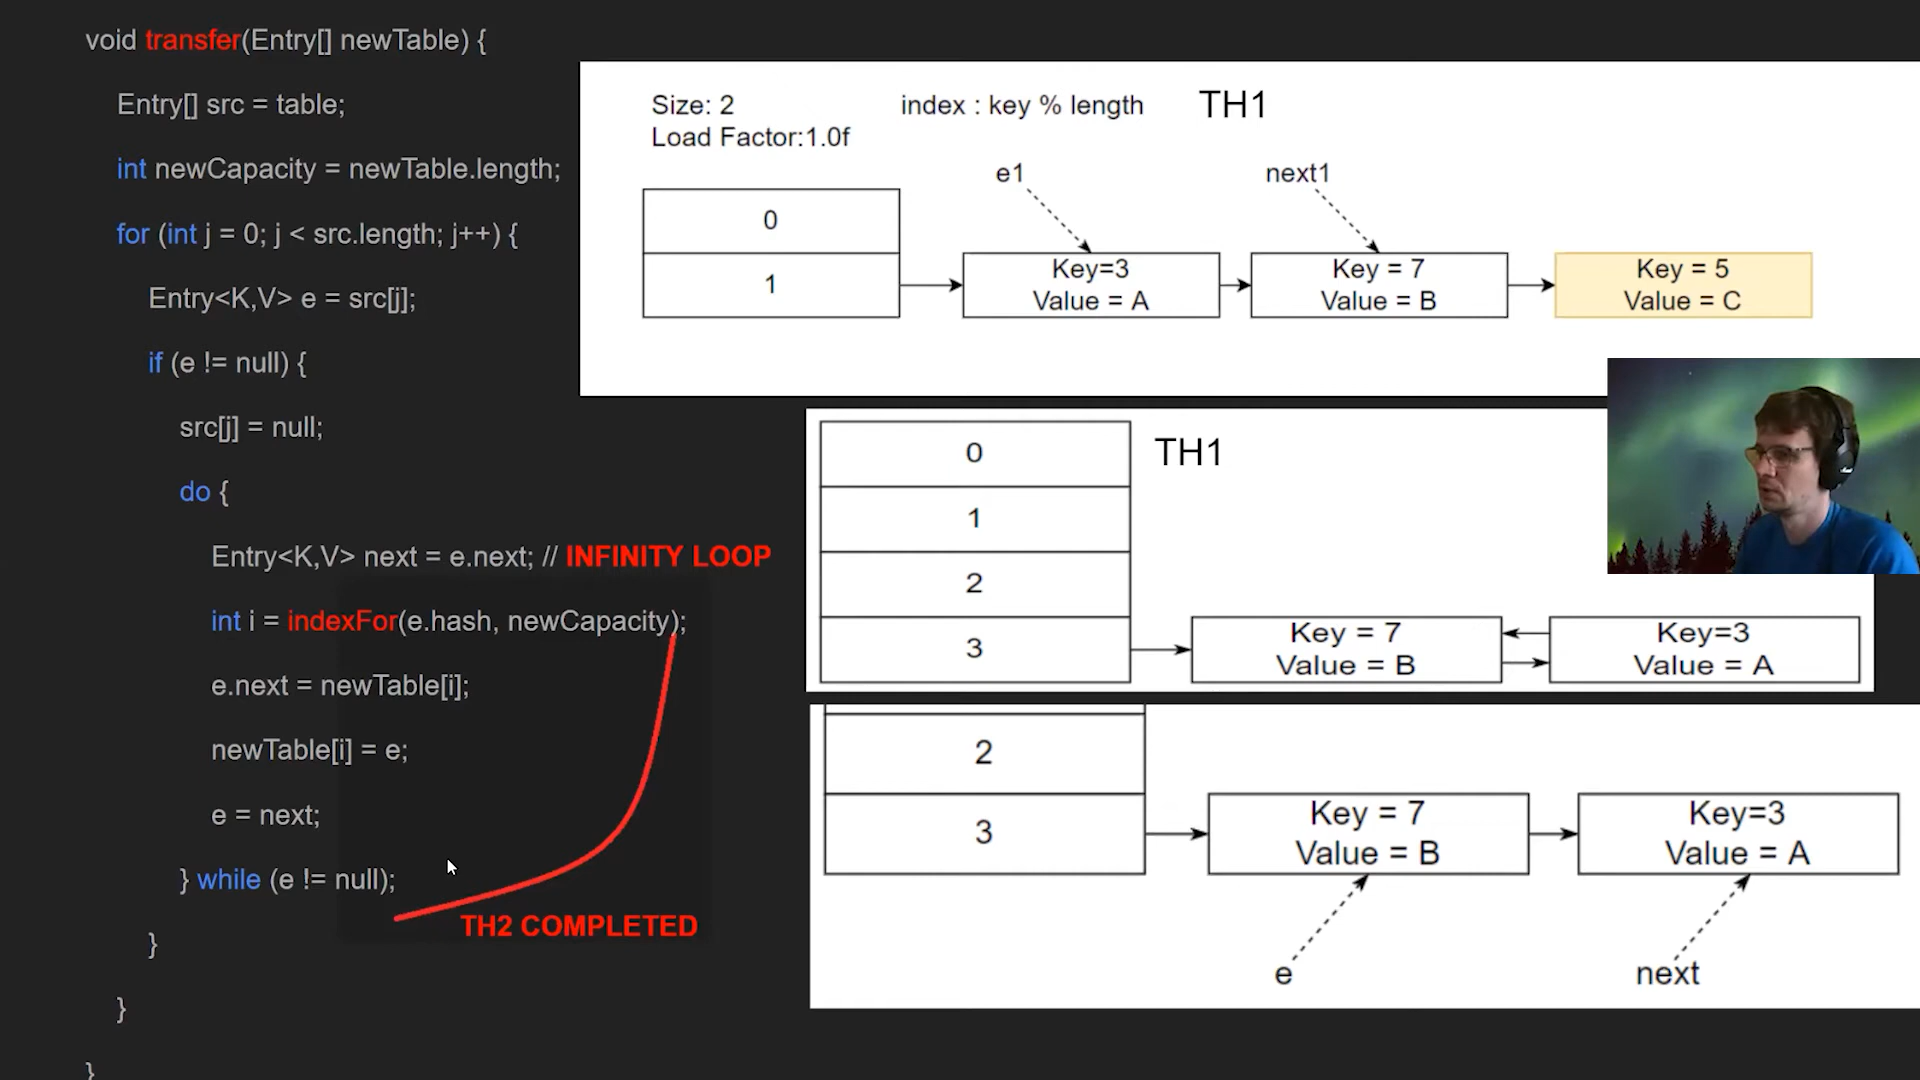 void transfer(Entry[] newTable) {
Entry[] src = table;
int newCapacity = newTable.length;
for (int j = 0; j < src.length; j++) {
Entry<K,V> e = src[j];
if (e != null) {
src[j] = null;
do {
Entry<K,V> next = e.next; // INFINITY LOOP
int i = indexFor(e.hash, newCapacity);
e.next = newTable[i];
newTable[i] = e;
e = next;
} while (e != null);
TH2 COMPLETED
}
}
}
Size: 2
Load Factor:1.0f
index : key % length
TH1
e1
next1
0
1
Key=3
Value = A
Key = 7
Value = B
Key = 5
Value = C
TH1
0
1
2
3
Key = 7
Value = B
Key=3
Value = A
2
3
Key = 7
Value = B
Key=3
Value = A
e
next